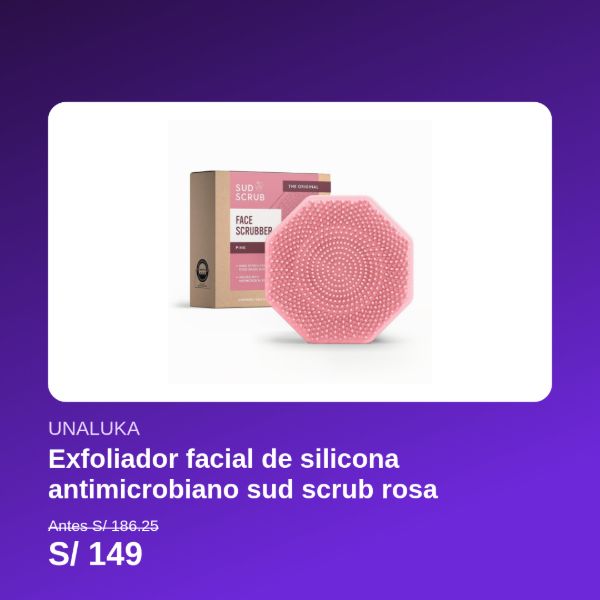 SUD
SCRUB
THE ORIGINAL
FACE
SCRUBBER
PINK
UNALUKA
Exfoliador facial de silicona
antimicrobiano sud scrub rosa
Antes S/ 186.25
S/ 149